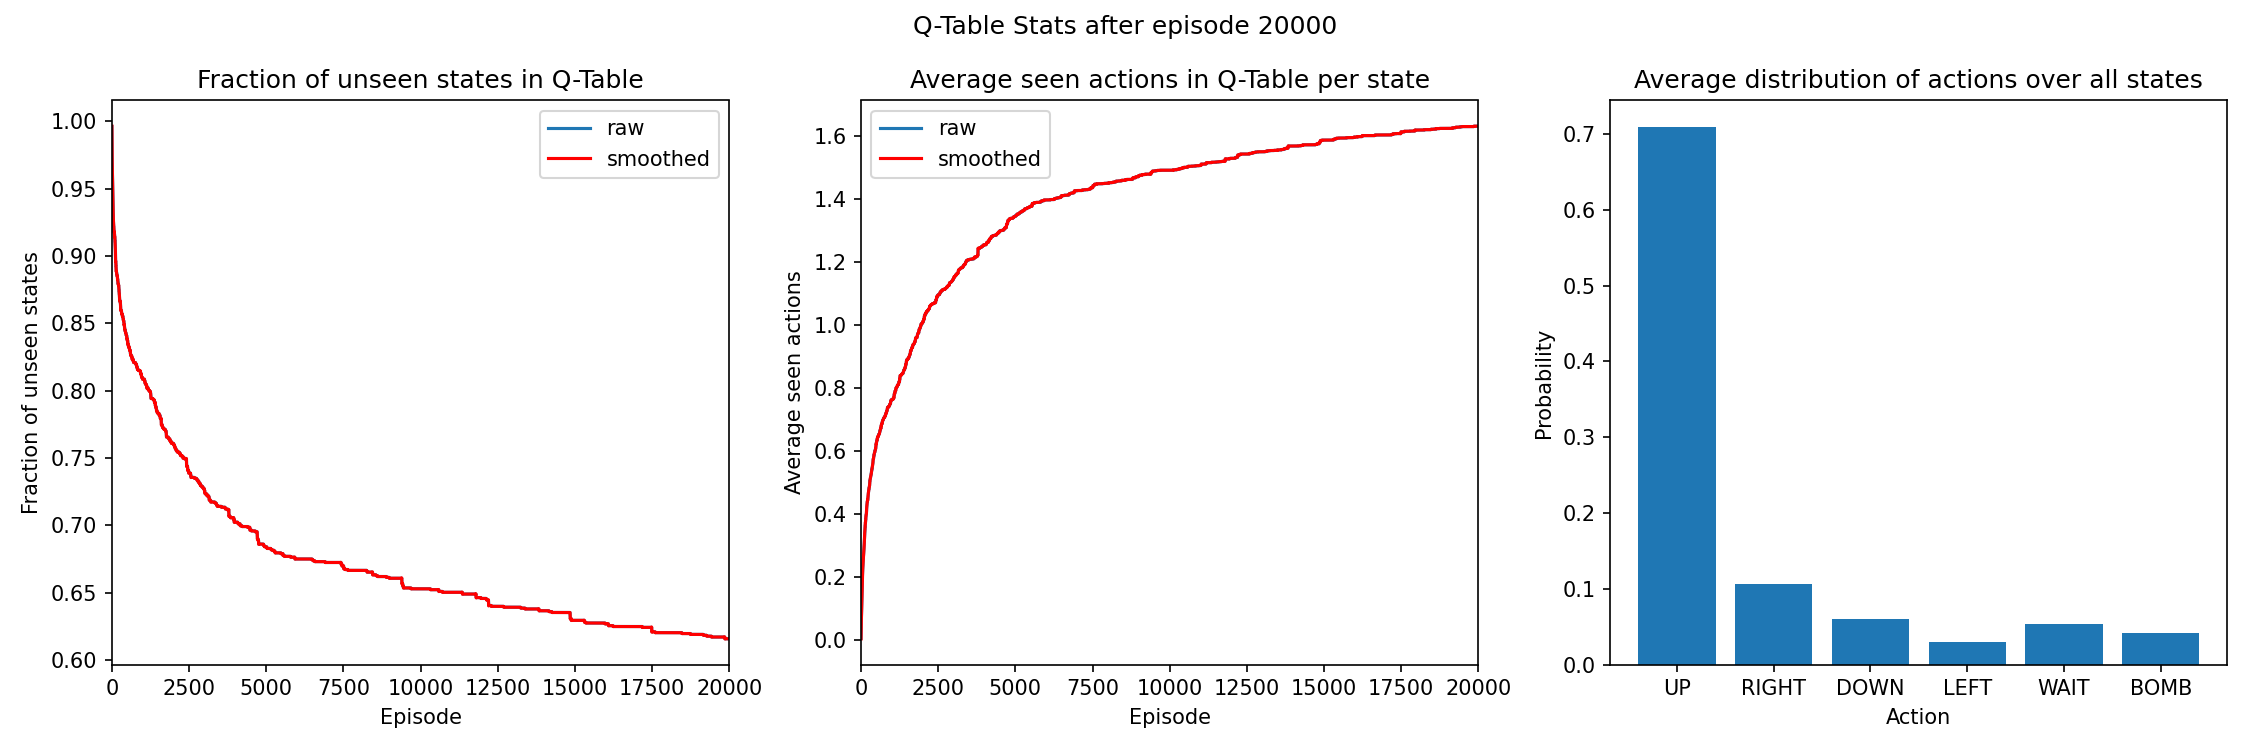 Q-Table Stats after episode 20000
Fraction of unseen states in Q-Table
Fraction of unseen states
1.00
0.95
0.90
0.85
0.80
0.75
0.70
0.65
0.60
raw
smoothed
0 2500 5000 7500 10000 12500 15000 17500 20000
Episode
Average seen actions in Q-Table per state
Average seen actions
1.6
1.4
1.2
1.0
0.8
0.6
0.4
0.2
0.0
raw
smoothed
0 2500 5000 7500 10000 12500 15000 17500 20000
Episode
Average distribution of actions over all states
Probability
0.7
0.6
0.5
0.4
0.3
0.2
0.1
0.0
UP RIGHT DOWN LEFT WAIT BOMB
Action